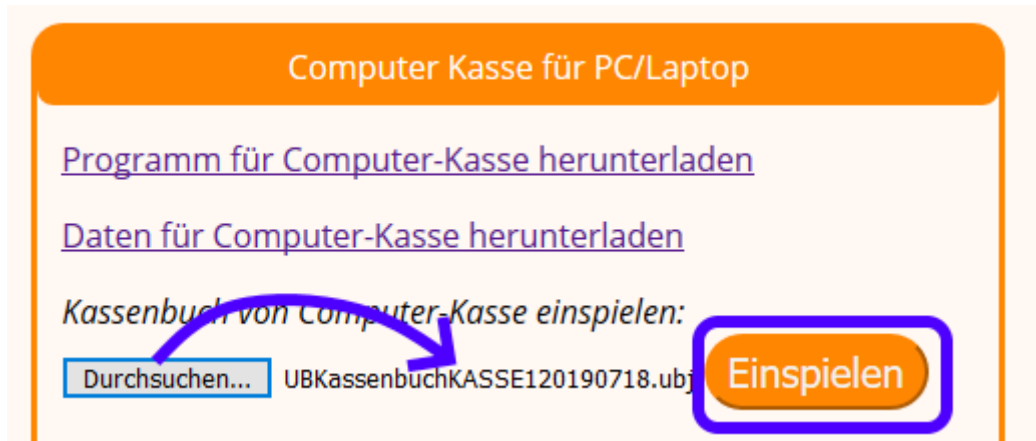 Computer Kasse für PC/Laptop
Programm für Computer-Kasse herunterladen
Daten für Computer-Kasse herunterladen
Kassenbuch von Computer-Kasse einspielen:
Durchsuchen... UBKassenbuchKASSE120190718.ubj Einspielen